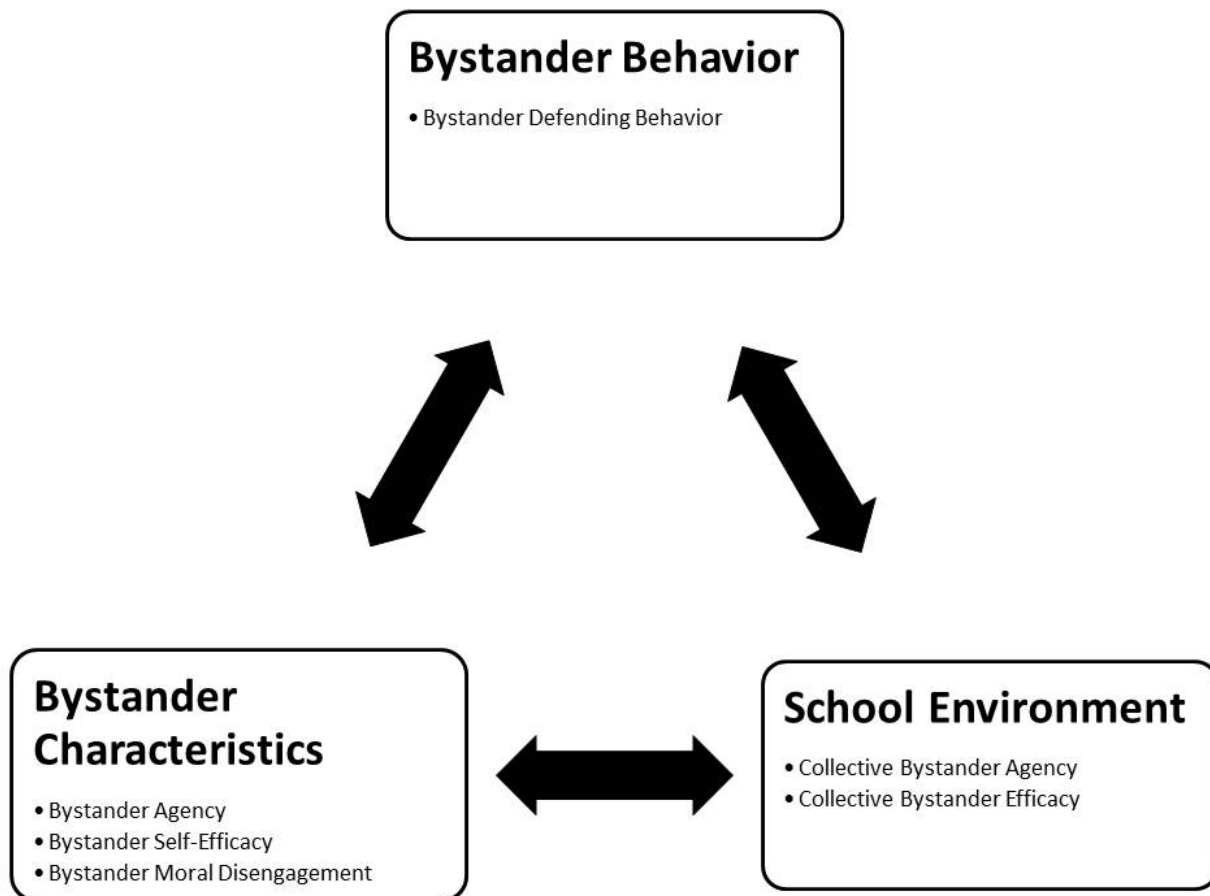 Bystander Behavior
• Bystander Defending Behavior
Bystander
Characteristics
• Bystander Agency
• Bystander Self-Efficacy
• Bystander Moral Disengagement
School Environment
• Collective Bystander Agency
• Collective Bystander Efficacy